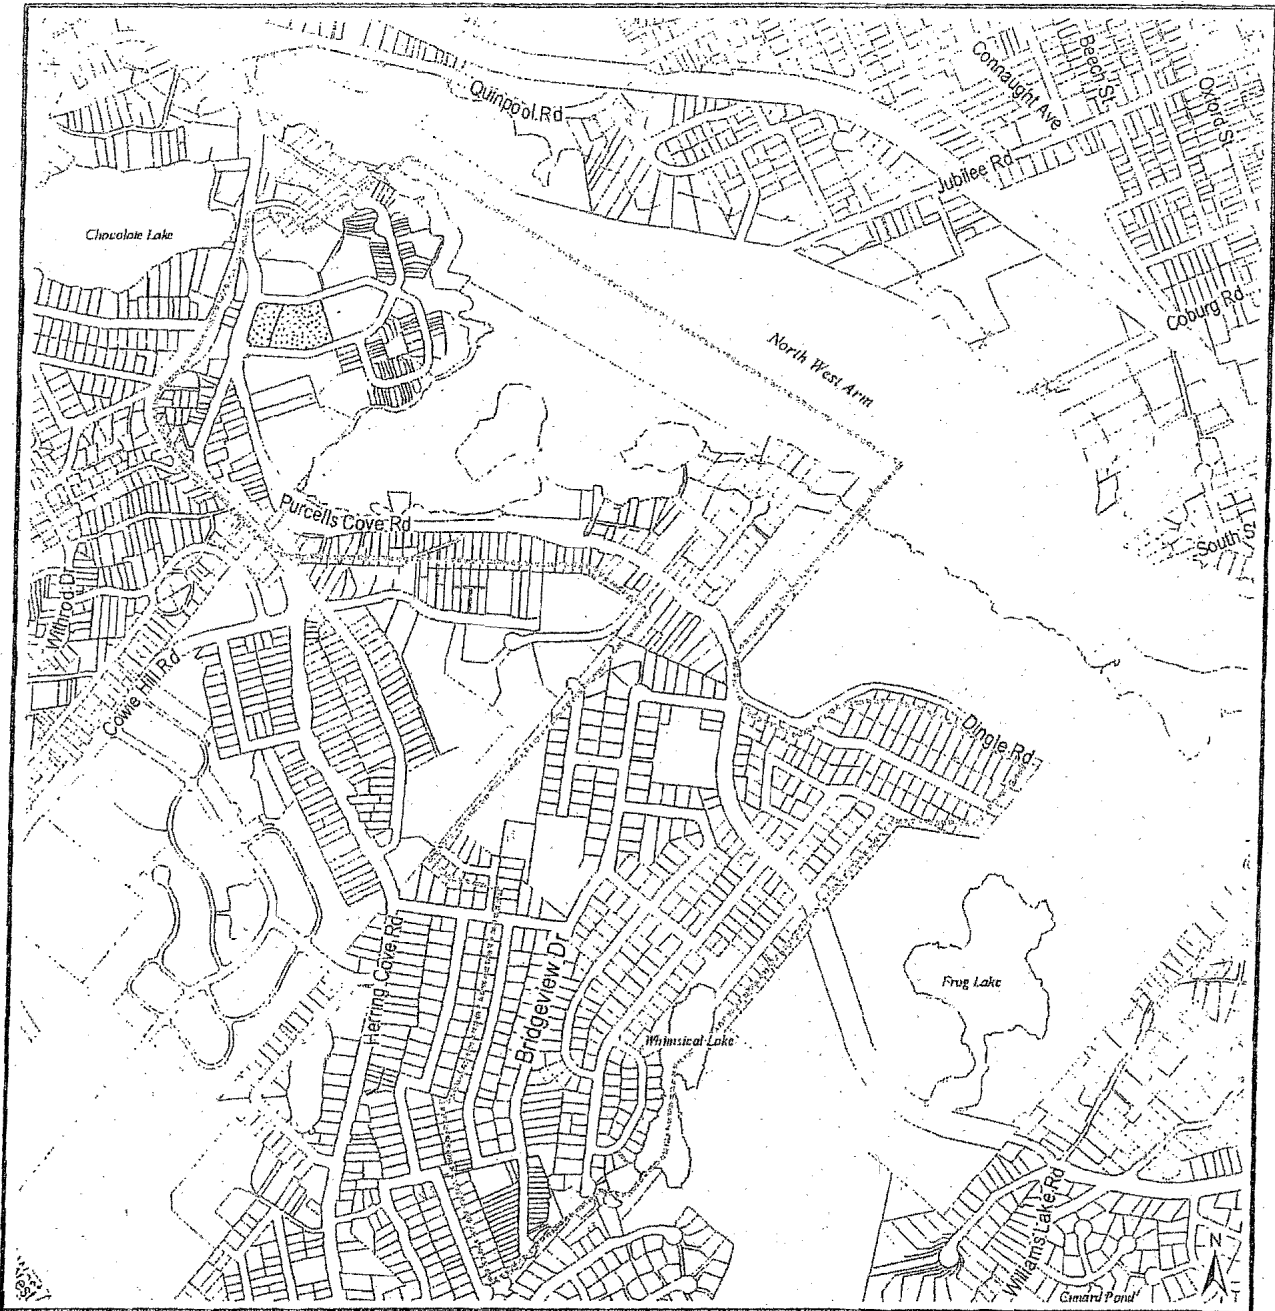 Connaught Ave
Beech St.
Oxford St
Quinpool Rd
Jubilee Rd
Chocolate Lake
Coburg Rd
North West Arm
Purcells Cove Rd
South St
Withrod Dr
Cowie Hill Rd
Dingle Rd
Herring Cove Rd
Bridgeview Dr
Frog Lake
Whimsical Lake
Williams Lake Rd
N
Cunard Pond